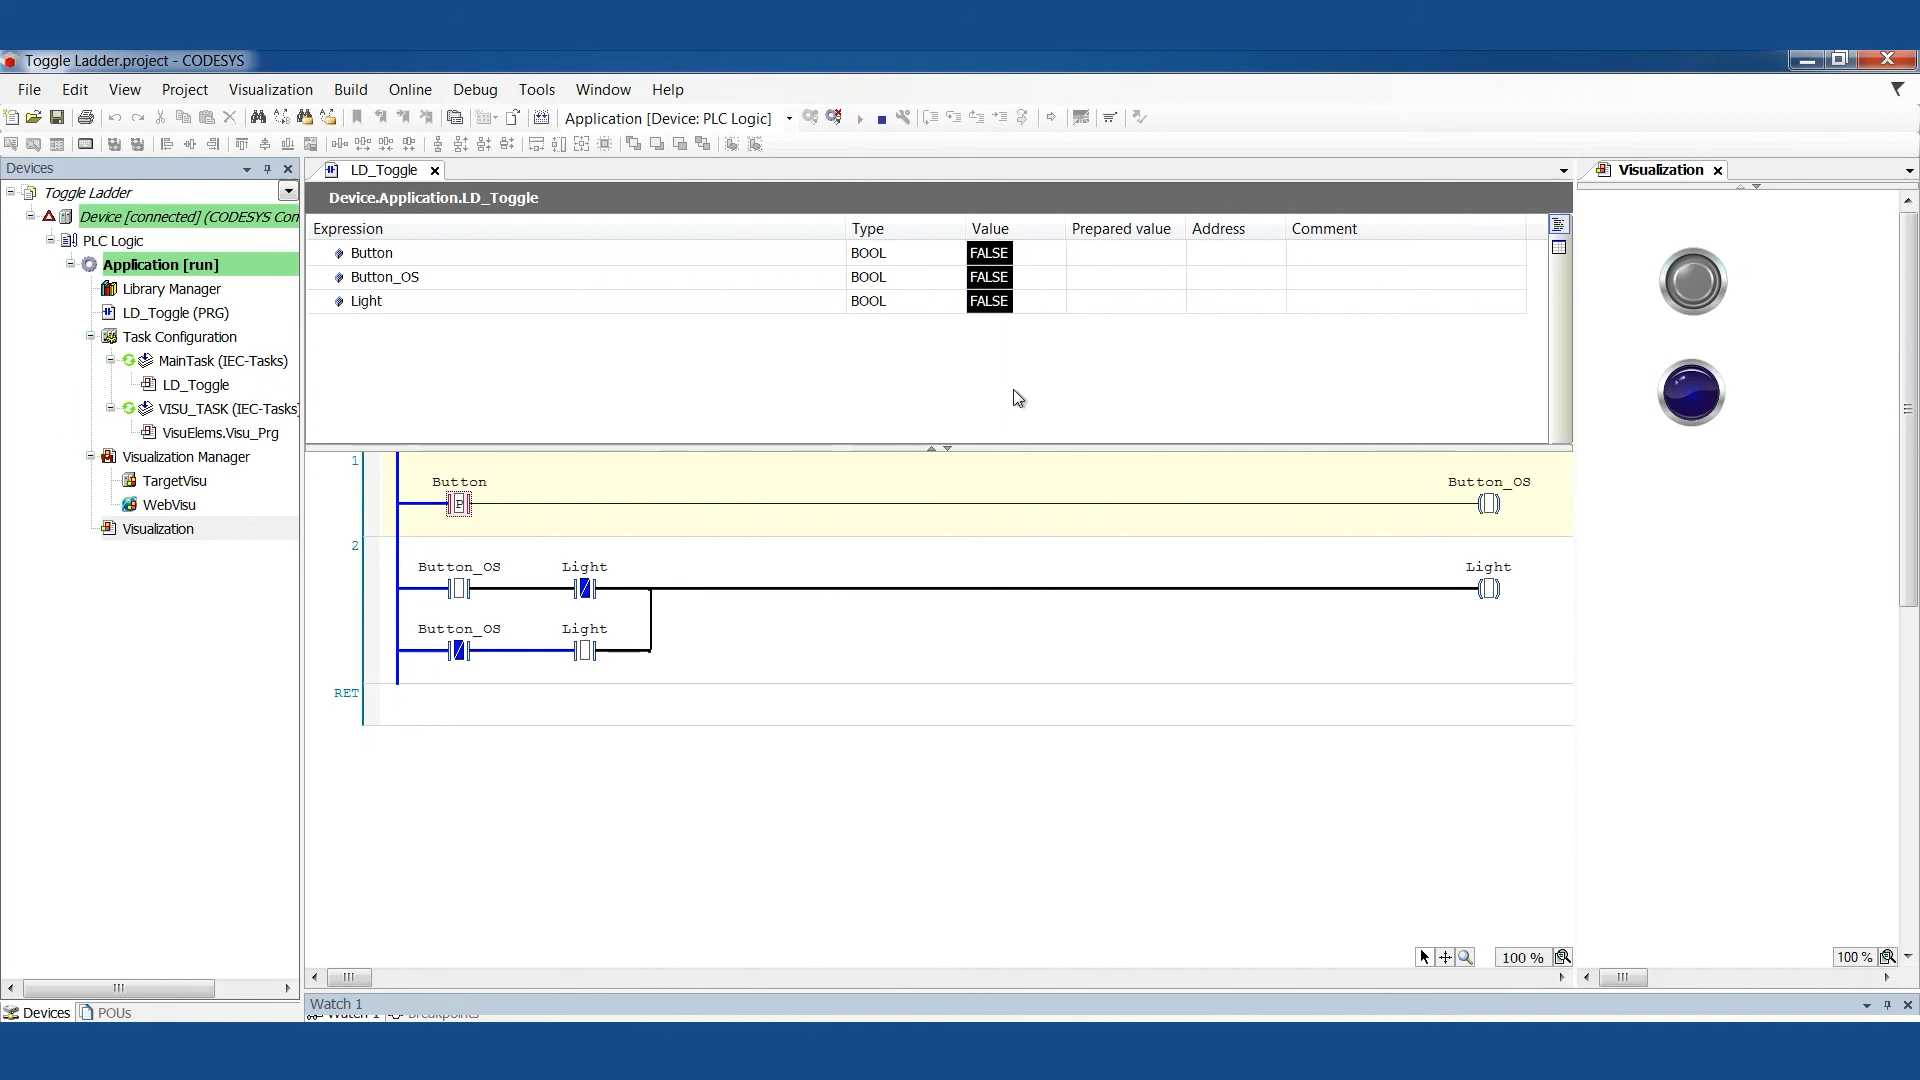 Toggle Ladder.project - CODESYS
File Edit View Project Visualization Build Online Debug Tools Window Help
Application [Device: PLC Logic]
Devices
Toggle Ladder
Device [connected] (CODESYS Con
PLC Logic
Application [run]
Library Manager
LD_Toggle (PRG)
Task Configuration
MainTask (IEC-Tasks)
LD_Toggle
VISU_TASK (IEC-Tasks)
VisuElems.Visu_Prg
Visualization Manager
TargetVisu
WebVisu
Visualization
Devices POUs
LD_Toggle
Device.Application.LD_Toggle
Expression Type Value Prepared value Address Comment
Button BOOL FALSE
Button_OS BOOL FALSE
Light BOOL FALSE
1
Button Button_OS
P
2
Button_OS Light Light
Button_OS Light
RET
100 %
Watch 1
Watch 1 Breakpoints
Visualization
100 %